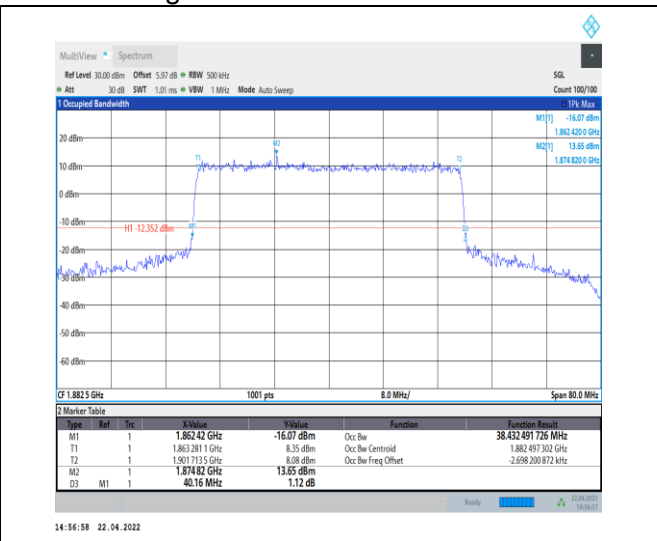 MultiView Spectrum
Ref Level 30.00 dBm Offset 5.97 dB RBW 500 kHz SGL
Att 30 dB SWT 1.01 ms VBW 1 MHz Mode Auto Sweep Count 100/100
1 Occupied Bandwidth 1Pk Max
M1[1] -16.07 dBm
1.862 420 0 GHz
M2[1] 13.65 dBm
1.874 820 0 GHz
20 dBm
M2
T1
T2
10 dBm
0 dBm
-10 dBm
H1 -12.352 dBm
M1
D3
-20 dBm
-30 dBm
-40 dBm
-50 dBm
-60 dBm
CF 1.882 5 GHz 1001 pts 8.0 MHz/ Span 80.0 MHz
2 Marker Table
Type Ref Trc X-Value Y-Value Function Function Result
M1 1 1.862 42 GHz -16.07 dBm Occ Bw 38.432 491 726 MHz
T1 1 1.863 281 1 GHz 8.35 dBm Occ Bw Centroid 1.882 497 302 GHz
T2 1 1.901 713 5 GHz 8.08 dBm Occ Bw Freq Offset -2.698 200 872 kHz
M2 1 1.874 82 GHz 13.65 dBm
D3 M1 1 40.16 MHz 1.12 dB
Ready 22.04.2022
14:56:57
14:56:58 22.04.2022